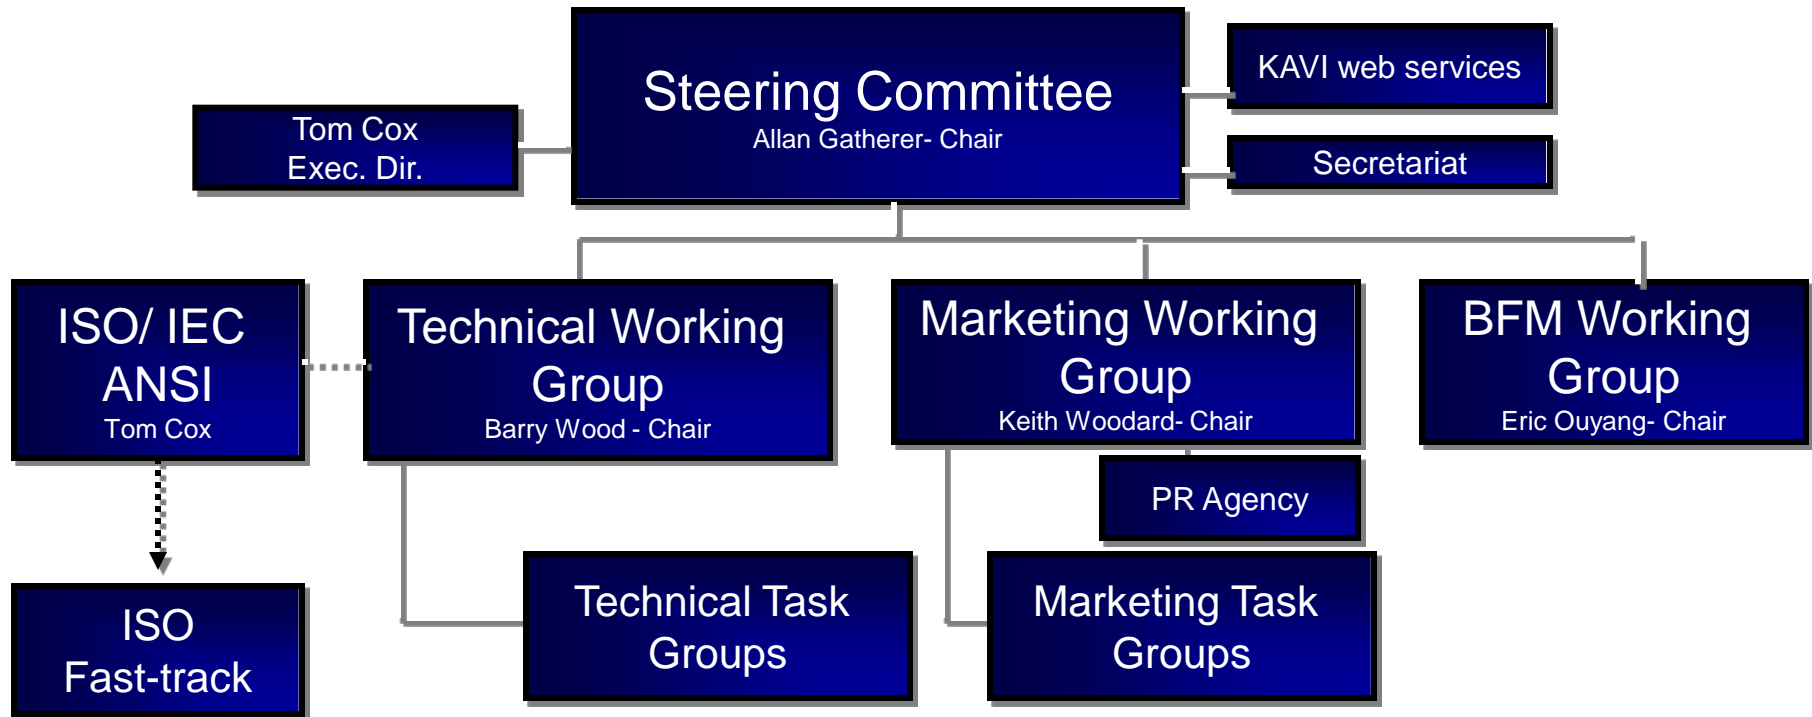 Steering Committee
Allan Gatherer- Chair
KAVI web services
Tom Cox
Exec. Dir.
Secretariat
ISO/ IEC
ANSI
Tom Cox
Technical Working
Group
Barry Wood - Chair
Marketing Working
Group
Keith Woodard- Chair
BFM Working
Group
Eric Ouyang- Chair
PR Agency
ISO
Fast-track
Technical Task
Groups
Marketing Task
Groups